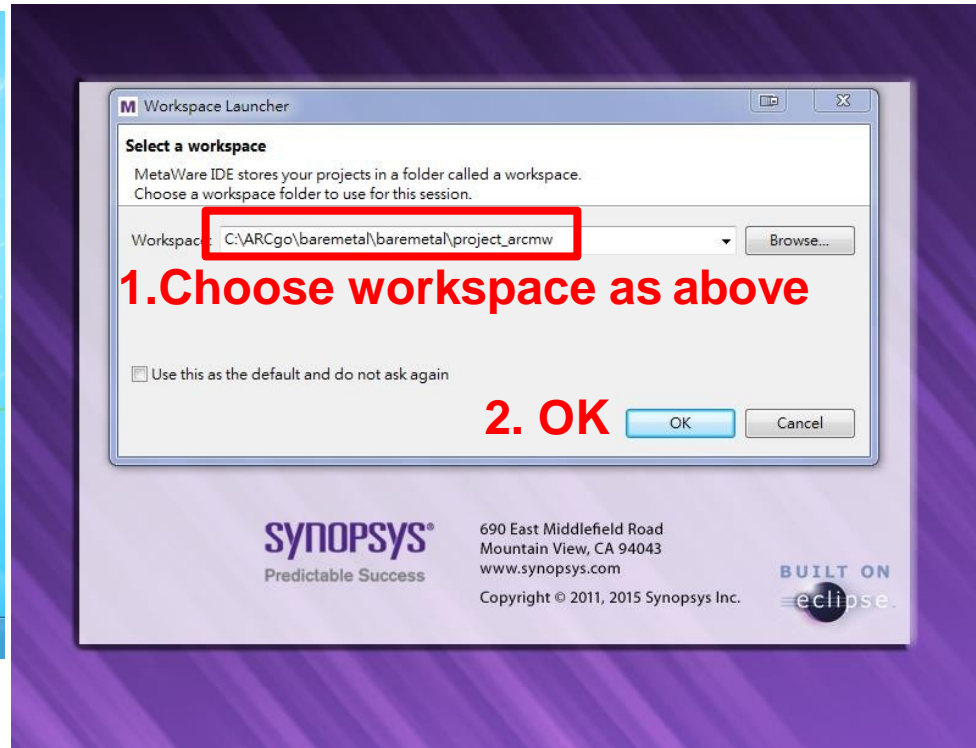 M Workspace Launcher
Select a workspace
MetaWare IDE stores your projects in a folder called a workspace.
Choose a workspace folder to use for this session.
Workspace: C:\ARCgo\baremetal\baremetal\project_arcmw Browse...
1.Choose workspace as above
Use this as the default and do not ask again
2. OK OK Cancel
SYNOPSYS®
Predictable Success
690 East Middlefield Road
Mountain View, CA 94043
www.synopsys.com
Copyright © 2011, 2015 Synopsys Inc.
BUILT ON
eclipse.